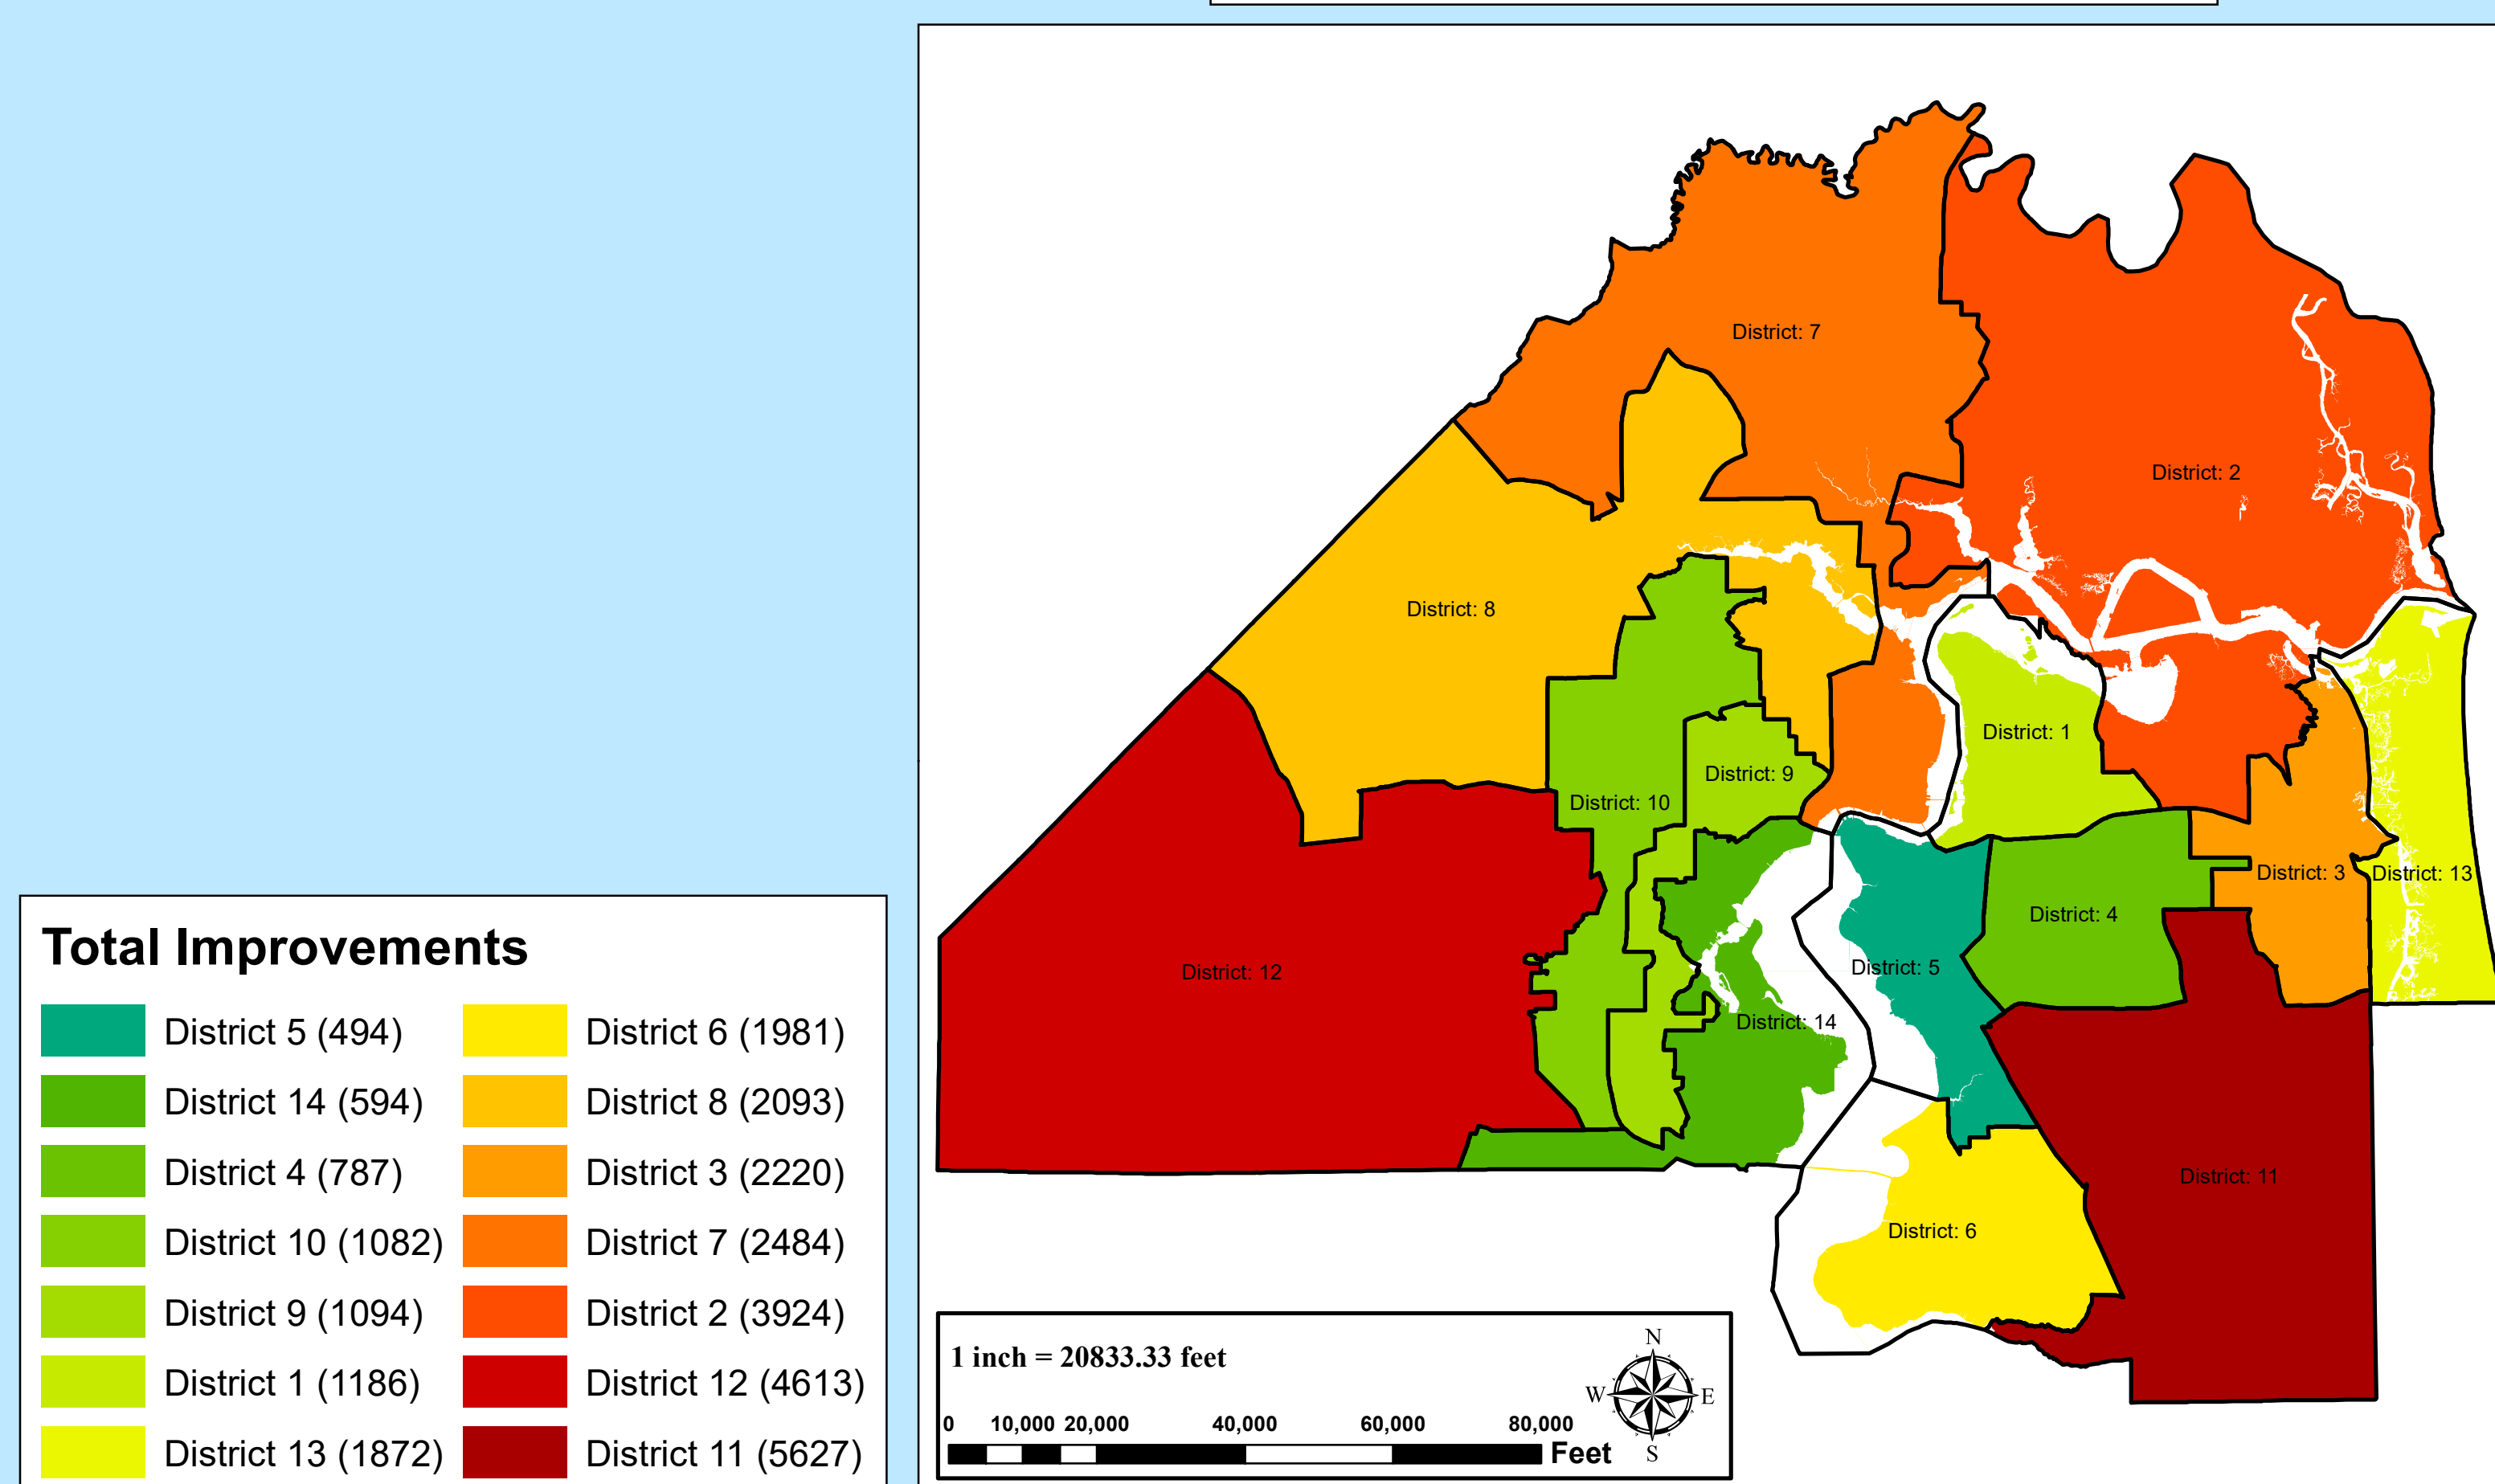 District: 7
District: 2
District: 8
District: 1
District: 9
District: 10
District: 3
District: 13
District: 4
District: 5
District: 12
District: 14
District: 11
District: 6
Total Improvements
District 5 (494)
District 14 (594)
District 4 (787)
District 10 (1082)
District 9 (1094)
District 1 (1186)
District 13 (1872)
District 6 (1981)
District 8 (2093)
District 3 (2220)
District 7 (2484)
District 2 (3924)
District 12 (4613)
District 11 (5627)
1 inch = 20833.33 feet
N
W E
S
0 10,000 20,000 40,000 60,000 80,000
Feet